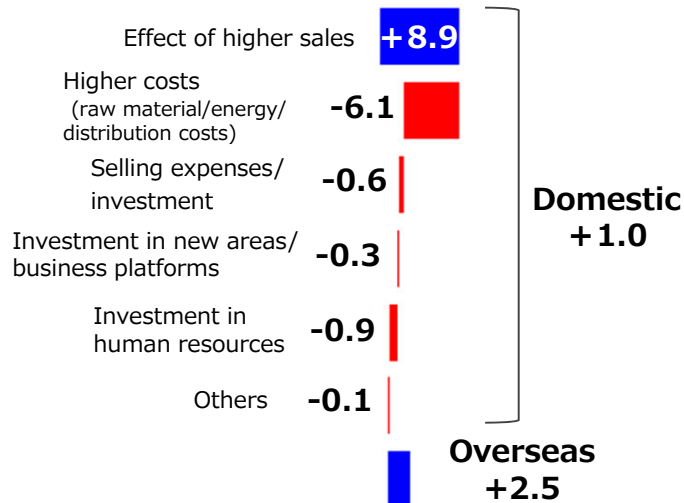 Effect of higher sales
+8.9
Higher costs
(raw material/energy/
distribution costs)
-6.1
Selling expenses/
investment
-0.6
Investment in new areas/
business platforms
-0.3
Investment in
human resources
-0.9
Others
-0.1
Domestic
+1.0
Overseas
+2.5